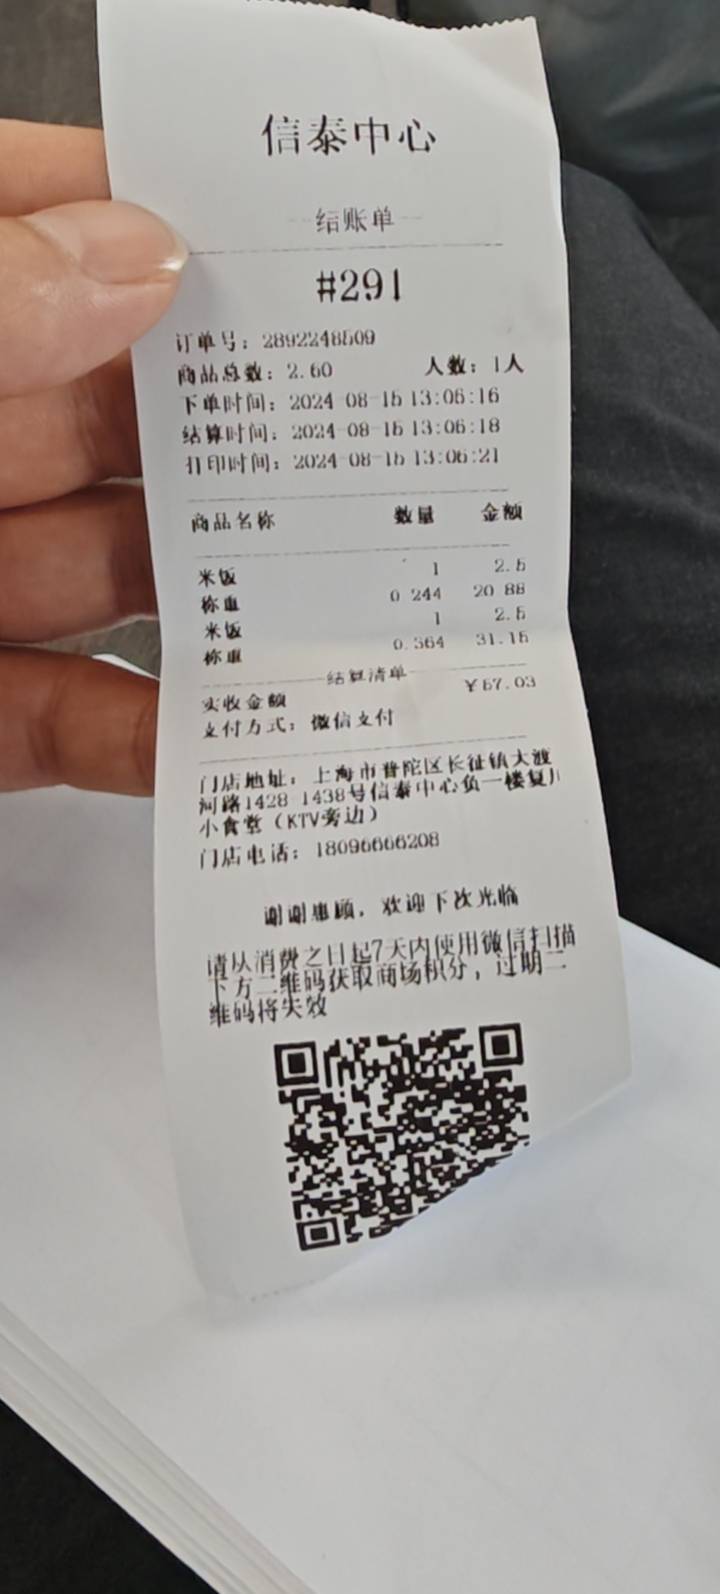 信泰中心
结账单
#291
订单号：2892248509
商品总数：2.60 人数：1人
下单时间：2024-08-15 13:06:16
结算时间：2024-08-15 13:06:18
打印时间：2024-08-15 13:06:21
商品名称 数量 金额
米饭 1 2.5
称重 0.244 20.88
米饭 1 2.5
称重 0.364 31.15
结算清单
实收金额 ￥57.03
支付方式：微信支付
门店地址：上海市普陀区长征镇大渡
河路1428-1438号信泰中心负一楼复
小食堂（KTV旁边）
门店电话：18096666208
谢谢惠顾，欢迎下次光临
请从消费之日起7天内使用微信扫描
下方二维码获取商场积分，过期二
维码将失效